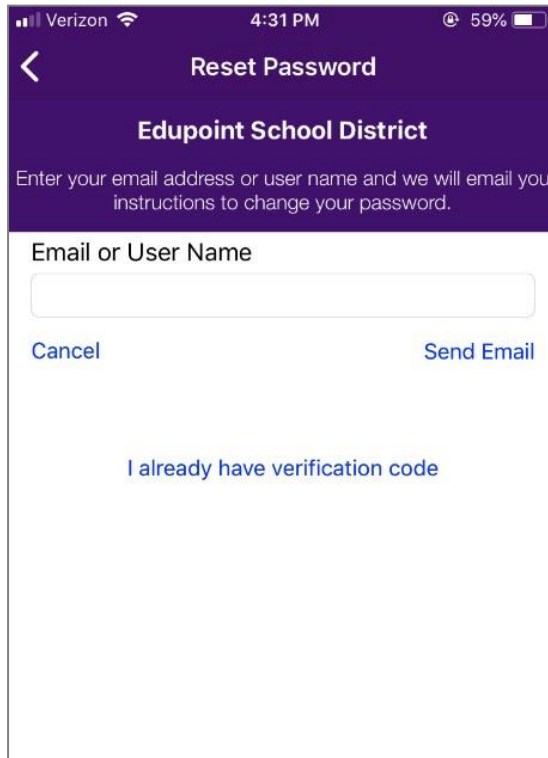 Verizon 4:31 PM 59%
Reset Password
Edupoint School District
Enter your email address or user name and we will email you
instructions to change your password.
Email or User Name
Cancel Send Email
I already have verification code